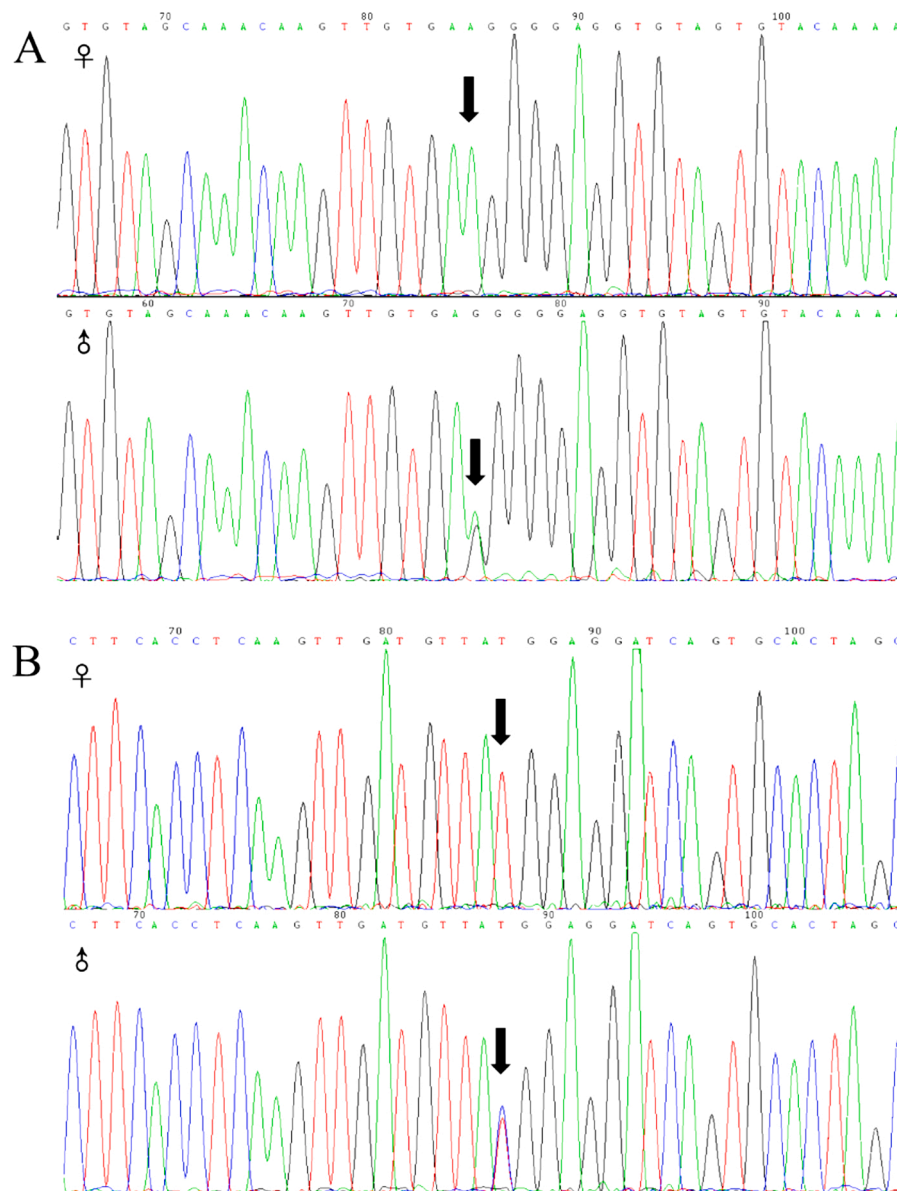 A
70 80 90 100
G T G T A G C A A A C A A G T T G T G A A G G G G A G G T G T A G T G T A C A A A A
♀
60 70 80 90
G T G T A G C A A A C A A G T T G T G A G G G G G A G G T G T A G T G T A C A A A A
♂
B
70 80 90 100
C T T C A C C T C A A G T T G A T G T T A T G G A G G A T C A G T G C A C T A G C
♀
70 80 90 100
C T T C A C C T C A A G T T G A T G T T A T G G A G G A T C A G T G C A C T A G C
♂